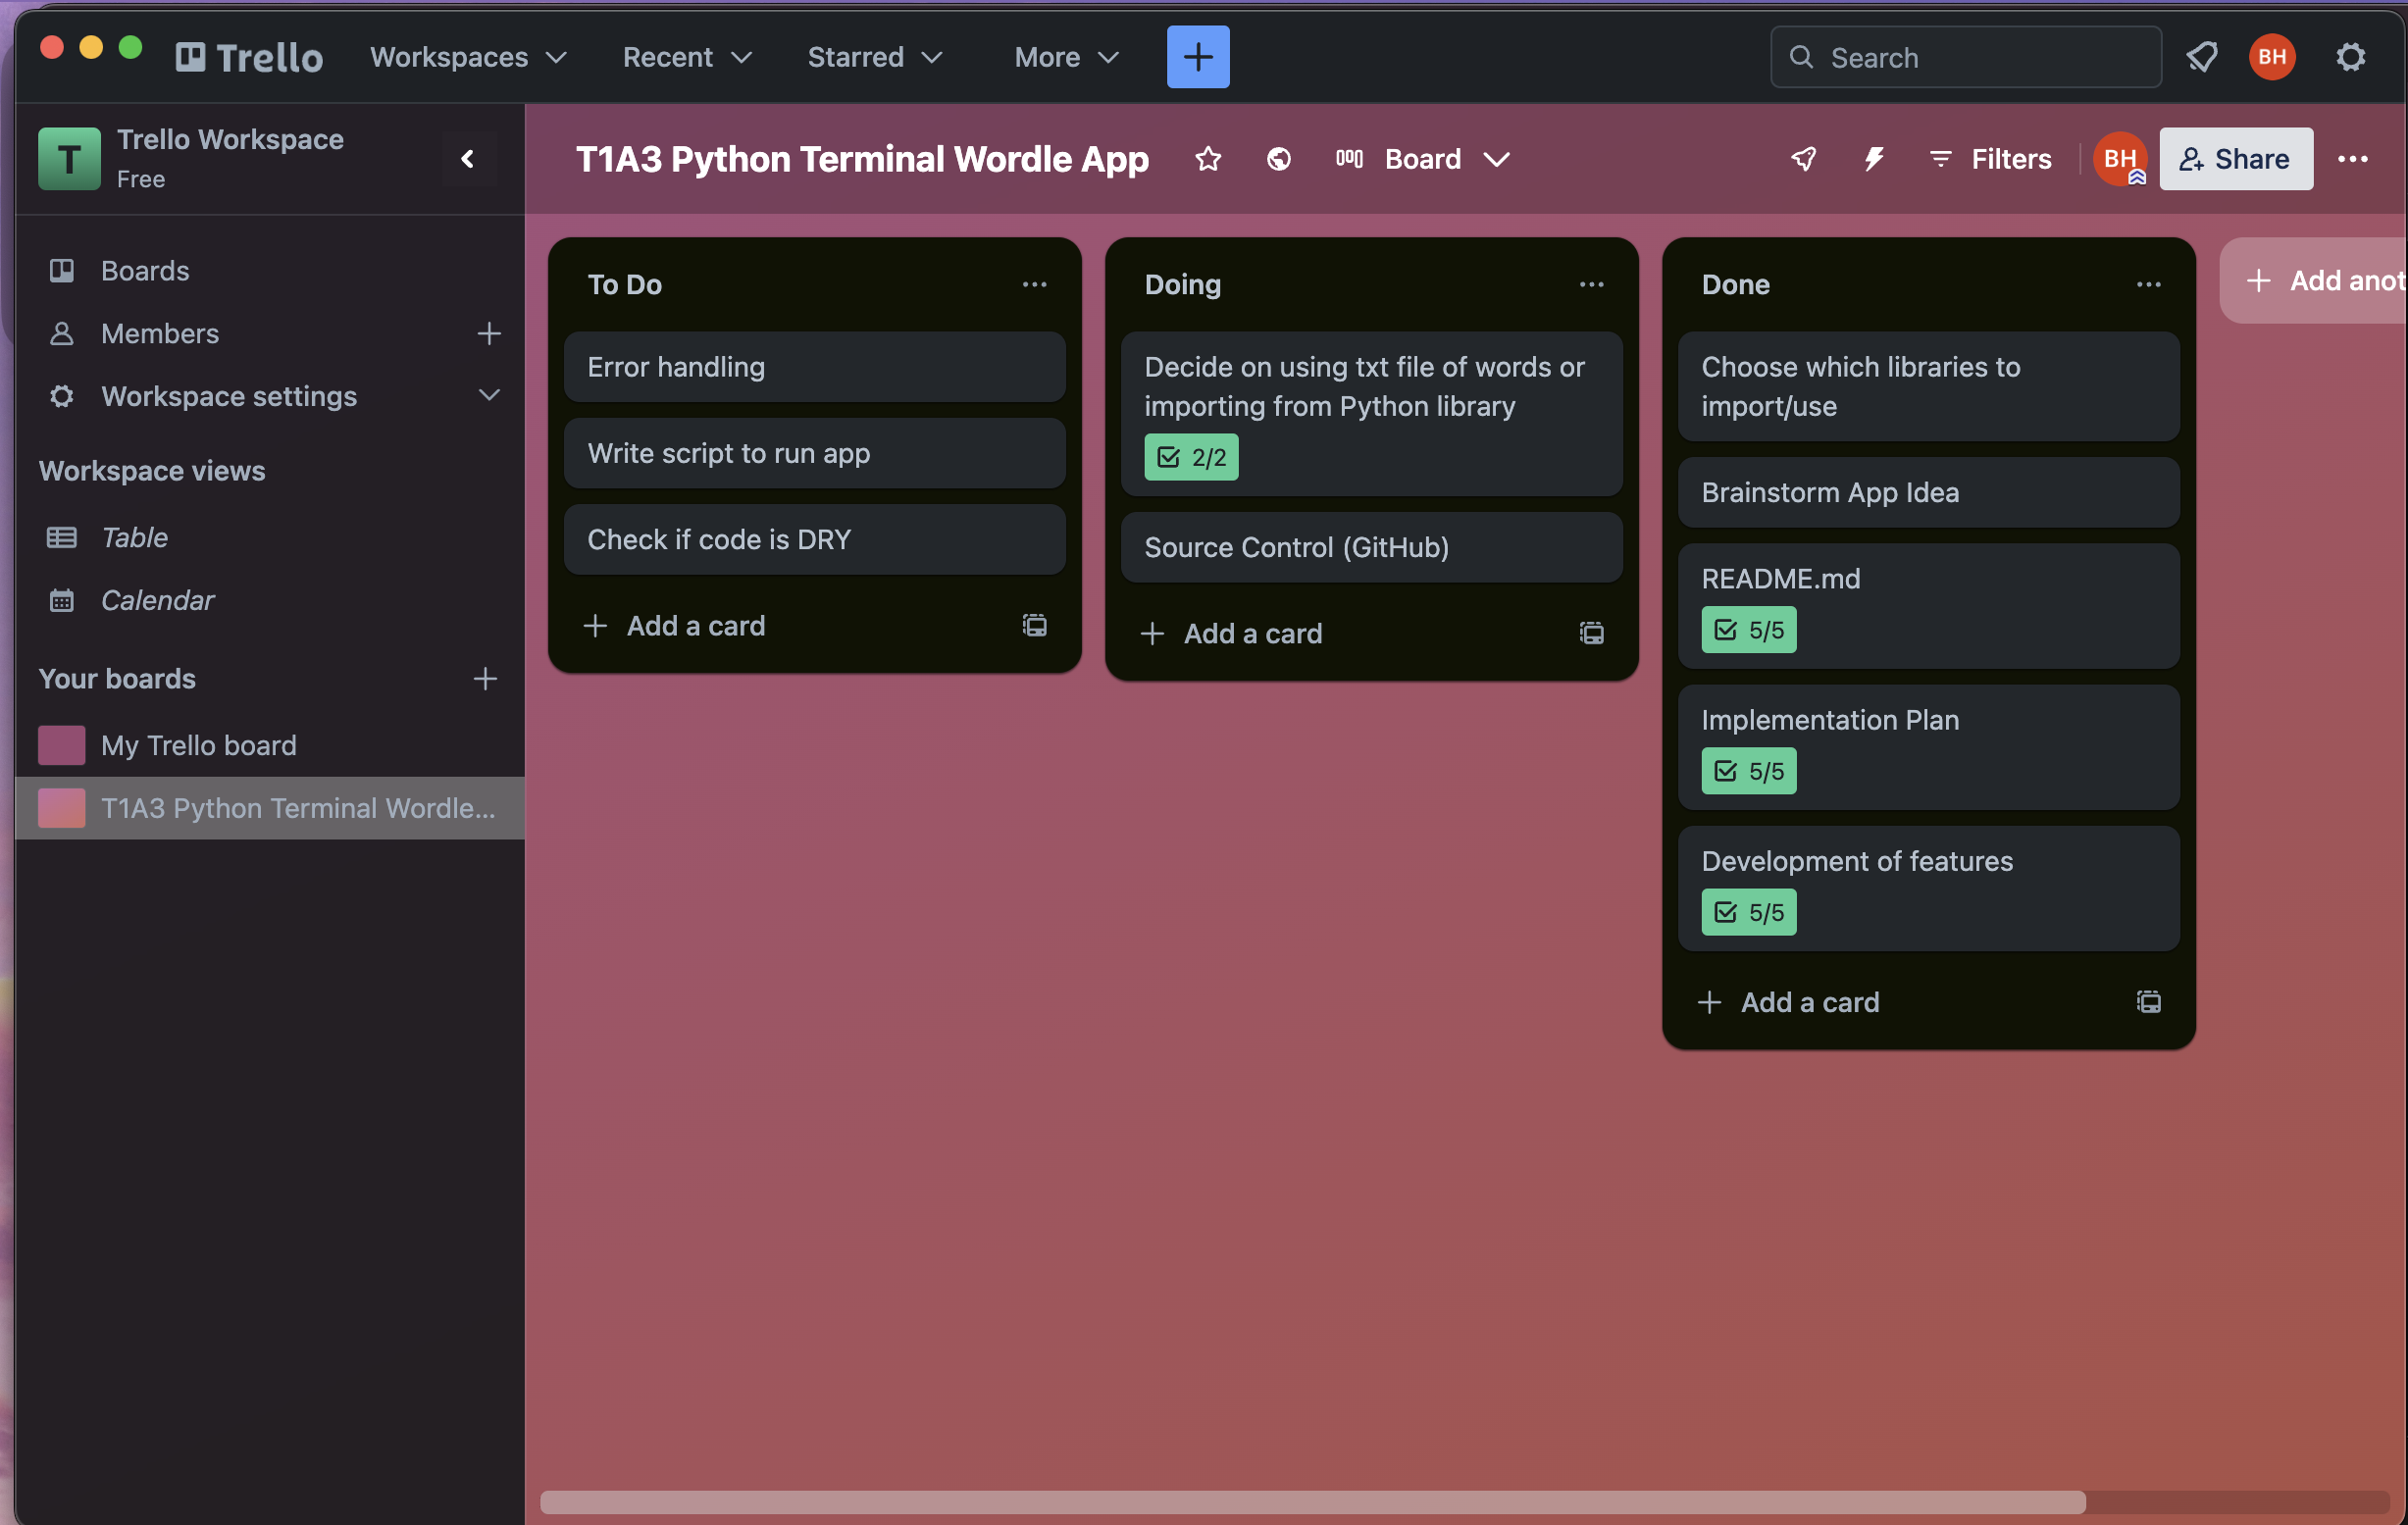 Trello
Workspaces
Recent
Starred
More
Search
BH
T
Trello Workspace
Free
T1A3 Python Terminal Wordle App
Board
Filters
BH
Share
Boards
Members
Workspace settings
Workspace views
Table
Calendar
Your boards
My Trello board
T1A3 Python Terminal Wordle...
To Do
Error handling
Write script to run app
Check if code is DRY
Add a card
Doing
Decide on using txt file of words or
importing from Python library
2/2
Source Control (GitHub)
Add a card
Done
Choose which libraries to
import/use
Brainstorm App Idea
README.md
5/5
Implementation Plan
5/5
Development of features
5/5
Add a card
Add anot